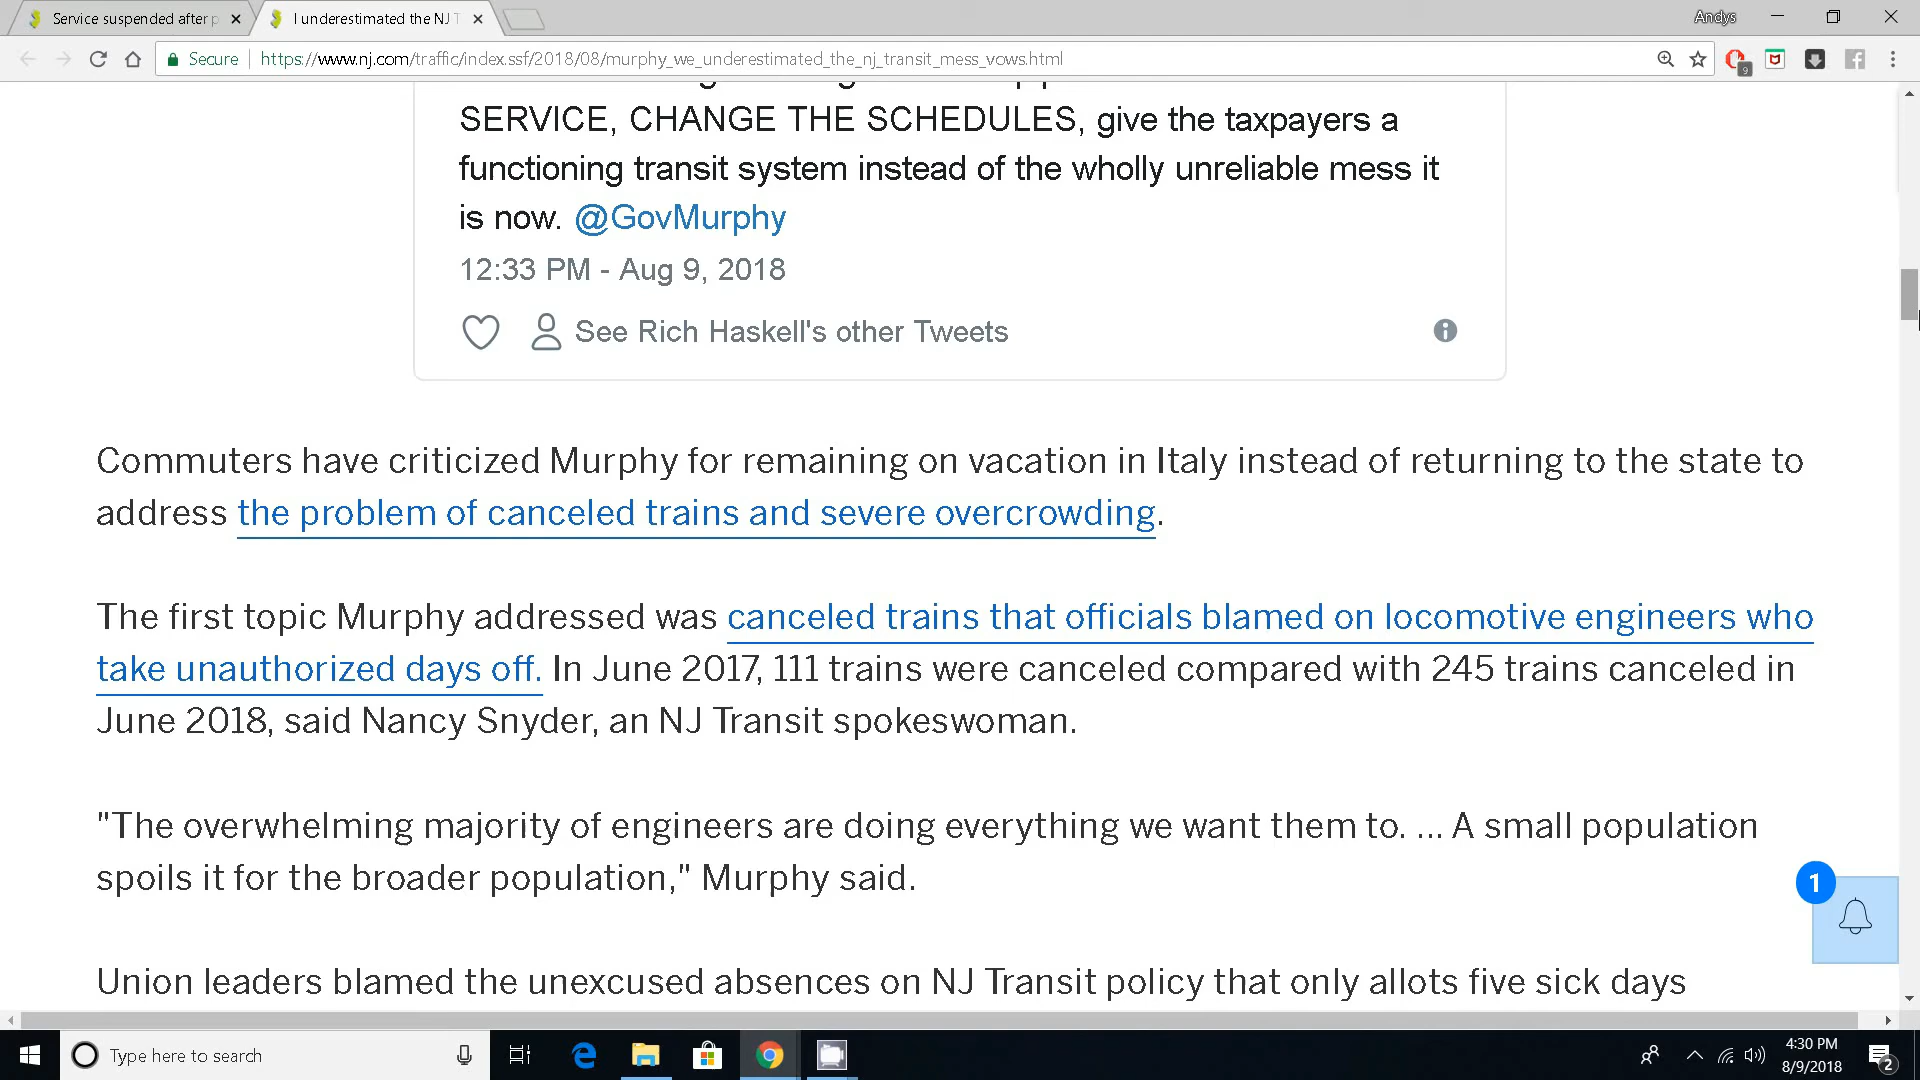 Service suspended after p
I underestimated the NJ T
Andys
Secure
https://www.nj.com/traffic/index.ssf/2018/08/murphy_we_underestimated_the_nj_transit_mess_vows.html
9
SERVICE, CHANGE THE SCHEDULES, give the taxpayers a
functioning transit system instead of the wholly unreliable mess it
is now. @GovMurphy
12:33 PM - Aug 9, 2018
See Rich Haskell's other Tweets
Commuters have criticized Murphy for remaining on vacation in Italy instead of returning to the state to
address the problem of canceled trains and severe overcrowding.
The first topic Murphy addressed was canceled trains that officials blamed on locomotive engineers who
take unauthorized days off. In June 2017, 111 trains were canceled compared with 245 trains canceled in
June 2018, said Nancy Snyder, an NJ Transit spokeswoman.
"The overwhelming majority of engineers are doing everything we want them to. ... A small population
spoils it for the broader population," Murphy said.
1
Union leaders blamed the unexcused absences on NJ Transit policy that only allots five sick days
Type here to search
4:30 PM
8/9/2018
2